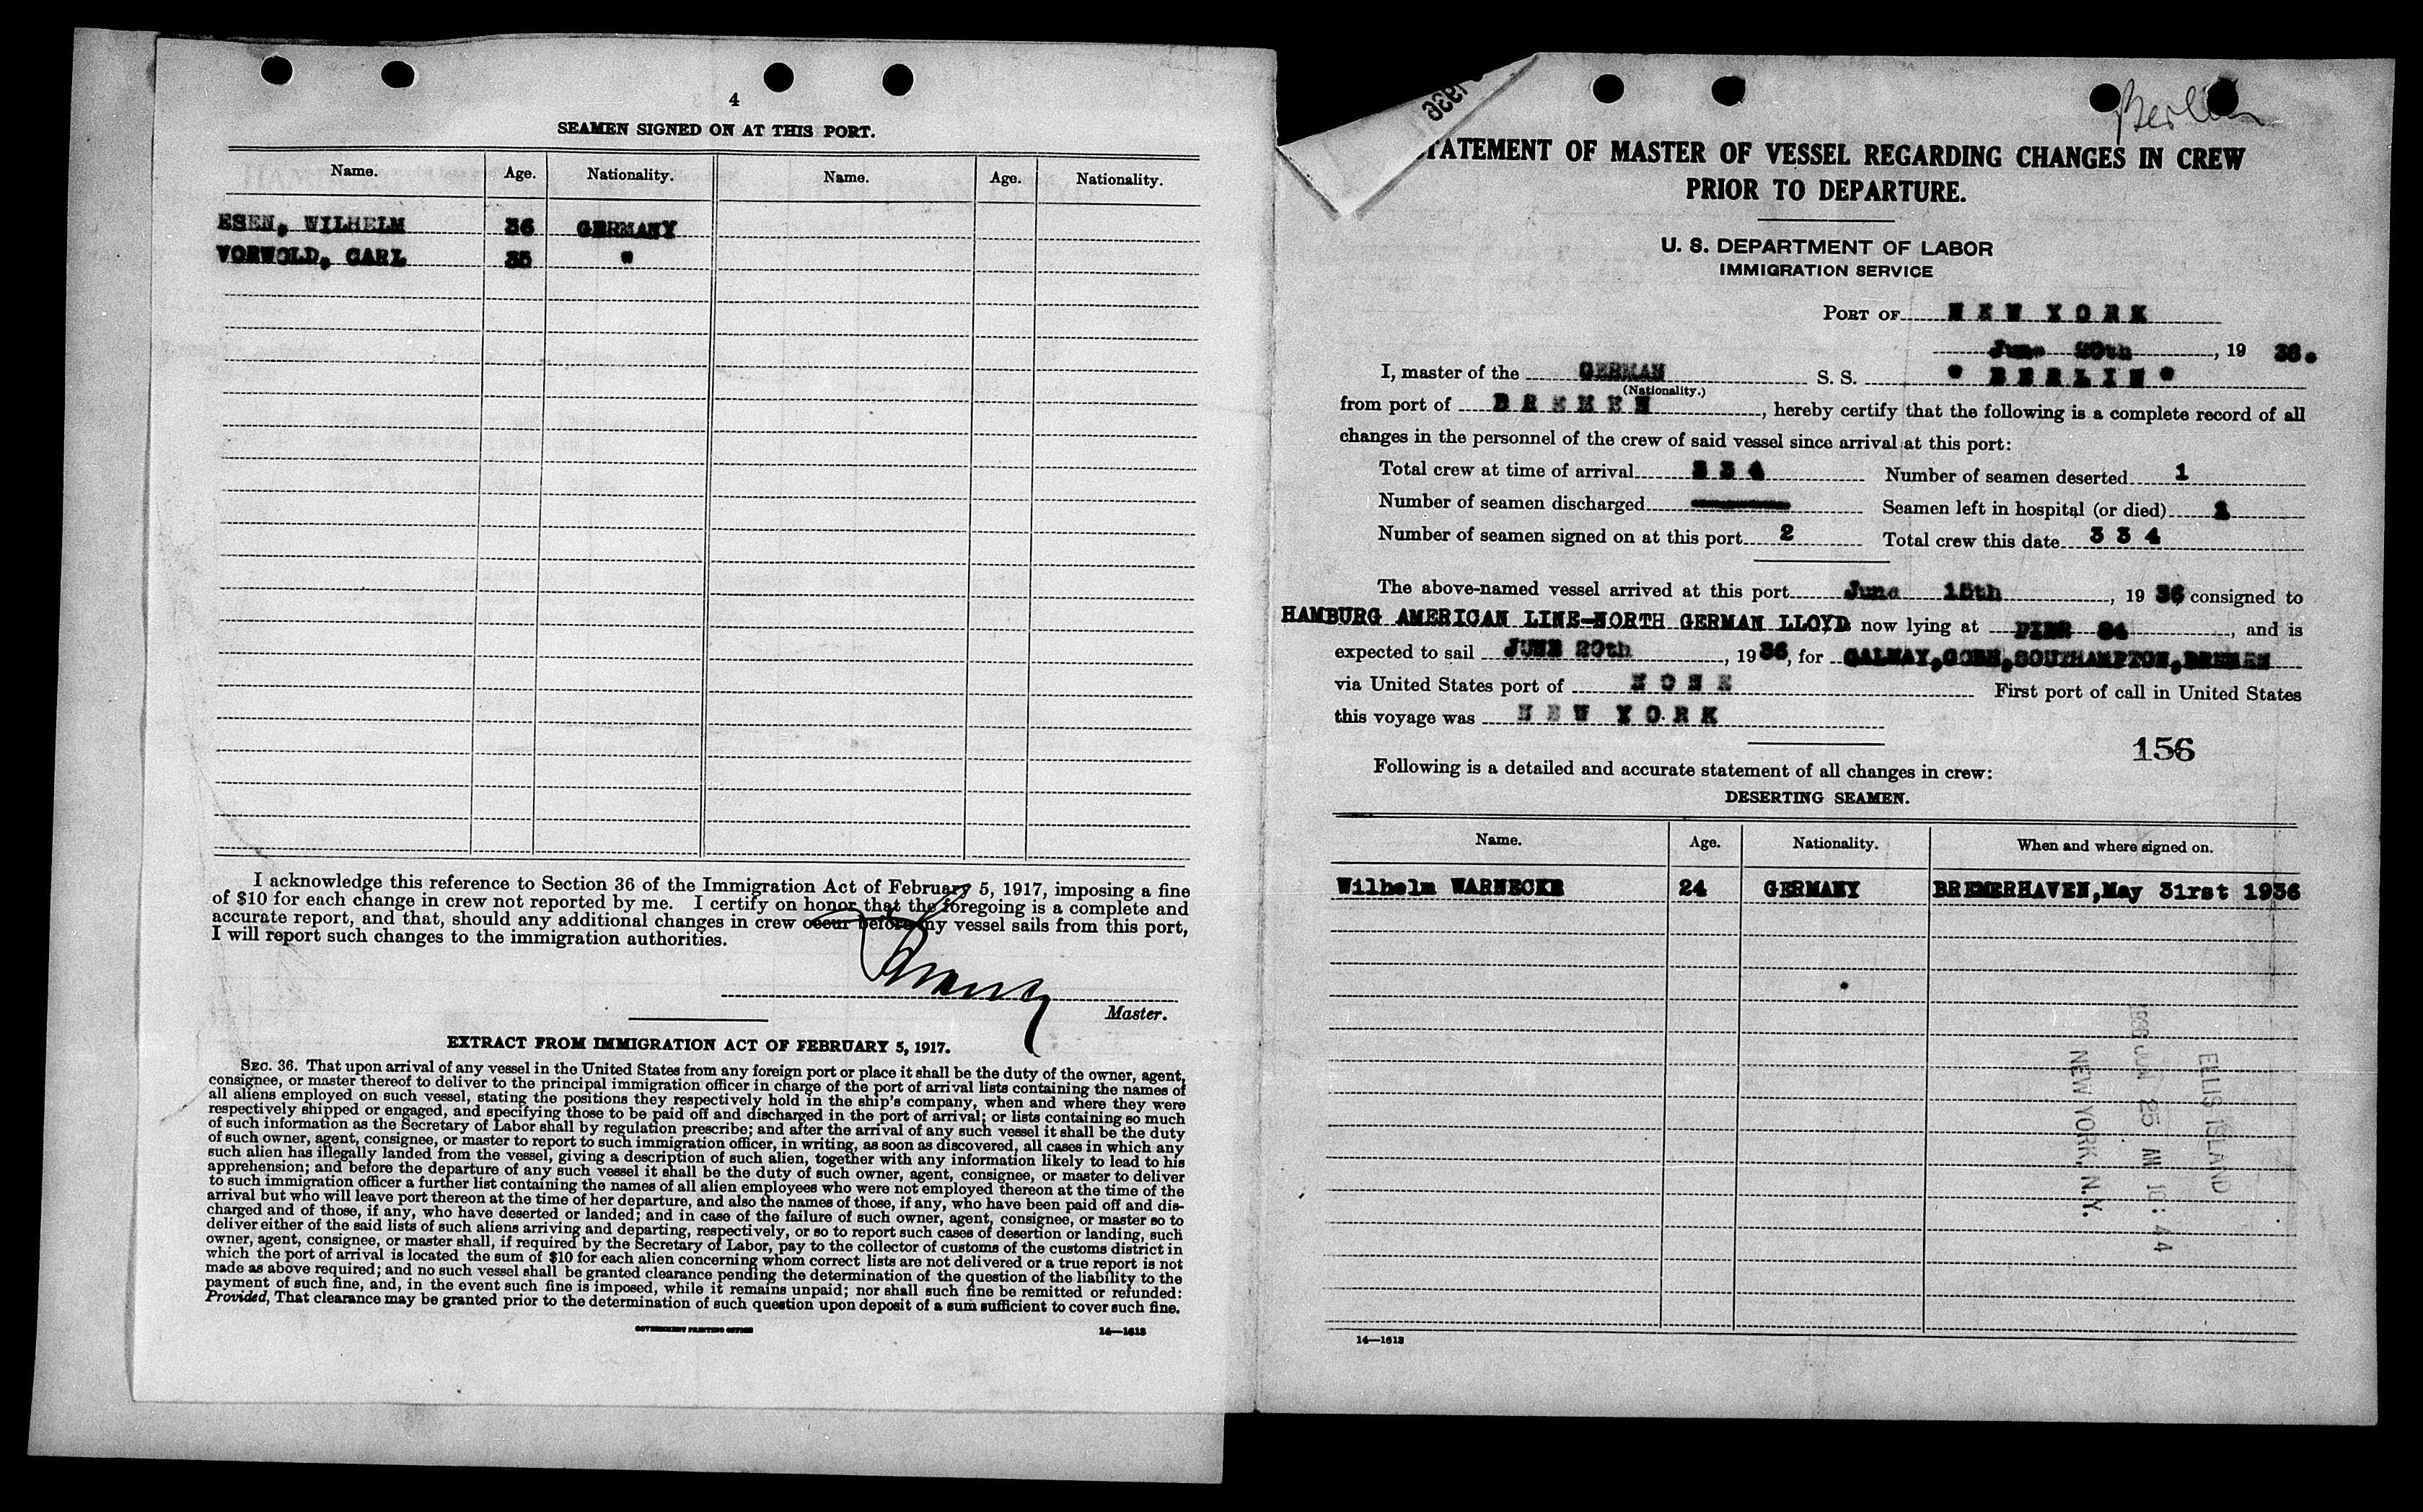 4
SEAMEN SIGNED ON AT THIS PORT.
Name. Age. Nationality. Name. Age. Nationality.
ESEN, WILHELM 36 GERMANY
VORWOLD, CARL 35 "
I acknowledge this reference to Section 36 of the Immigration Act of February 5, 1917, imposing a fine
of $10 for each change in crew not reported by me. I certify on honor that the foregoing is a complete and
accurate report, and that, should any additional changes in crew occur before my vessel sails from this port,
I will report such changes to the immigration authorities.
Master.
EXTRACT FROM IMMIGRATION ACT OF FEBRUARY 5, 1917.
SEC. 36. That upon arrival of any vessel in the United States from any foreign port or place it shall be the duty of the owner, agent,
consignee, or master thereof to deliver to the principal immigration officer in charge of the port of arrival lists containing the names of
all aliens employed on such vessel, stating the positions they respectively hold in the ship's company, when and where they were
respectively shipped or engaged, and specifying those to be paid off and discharged in the port of arrival; or lists containing so much
of such information as the Secretary of Labor shall by regulation prescribe; and after the arrival of any such vessel it shall be the duty
of such owner, agent, consignee, or master to report to such immigration officer, in writing, as soon as discovered, all cases in which any
such alien has illegally landed from the vessel, giving a description of such alien, together with any information likely to lead to his
apprehension; and before the departure of any such vessel it shall be the duty of such owner, agent, consignee, or master to deliver
to such immigration officer a further list containing the names of all alien employees who were not employed thereon at the time of the
arrival but who will leave port thereon at the time of her departure, and also the names of those, if any, who have been paid off and dis-
charged and of those, if any, who have deserted or landed; and in case of the failure of such owner, agent, consignee, or master so to
deliver either of the said lists of such aliens arriving and departing, respectively, or so to report such cases of desertion or landing, such
owner, agent, consignee, or master shall, if required by the Secretary of Labor, pay to the collector of customs of the customs district in
which the port of arrival is located the sum of $10 for each alien concerning whom correct lists are not delivered or a true report is not
made as above required; and no such vessel shall be granted clearance pending the determination of the question of the liability to the
payment of such fine, and, in the event such fine is imposed, while it remains unpaid; nor shall such fine be remitted or refunded:
Provided, That clearance may be granted prior to the determination of such question upon deposit of a sum sufficient to cover such fine.
GOVERNMENT PRINTING OFFICE 14—1613
Berlin
STATEMENT OF MASTER OF VESSEL REGARDING CHANGES IN CREW
PRIOR TO DEPARTURE.
U. S. DEPARTMENT OF LABOR
IMMIGRATION SERVICE
PORT OF NEW YORK
June 20th, 19 36.
I, master of the GERMAN S. S. " BERLIN "
(Nationality.)
from port of BREMEN, hereby certify that the following is a complete record of all
changes in the personnel of the crew of said vessel since arrival at this port:
Total crew at time of arrival 334 Number of seamen deserted 1
Number of seamen discharged Seamen left in hospital (or died) 1
Number of seamen signed on at this port 2 Total crew this date 334
The above-named vessel arrived at this port June 15th, 19 36 consigned to
HAMBURG AMERICAN LINE-NORTH GERMAN LLOYD now lying at PIER 84, and is
expected to sail JUNE 20th, 19 36, for GALWAY, COBH, SOUTHAMPTON, BREMEN
via United States port of NONE First port of call in United States
this voyage was NEW YORK
156
Following is a detailed and accurate statement of all changes in crew:
DESERTING SEAMEN.
Name. Age. Nationality. When and where signed on.
Wilhelm WARNECKE 24 GERMANY BREMERHAVEN, May 31rst 1936
ELLIS ISLAND
1936 JUN 25 AM 10:44
NEW YORK, N.Y.
14—1613